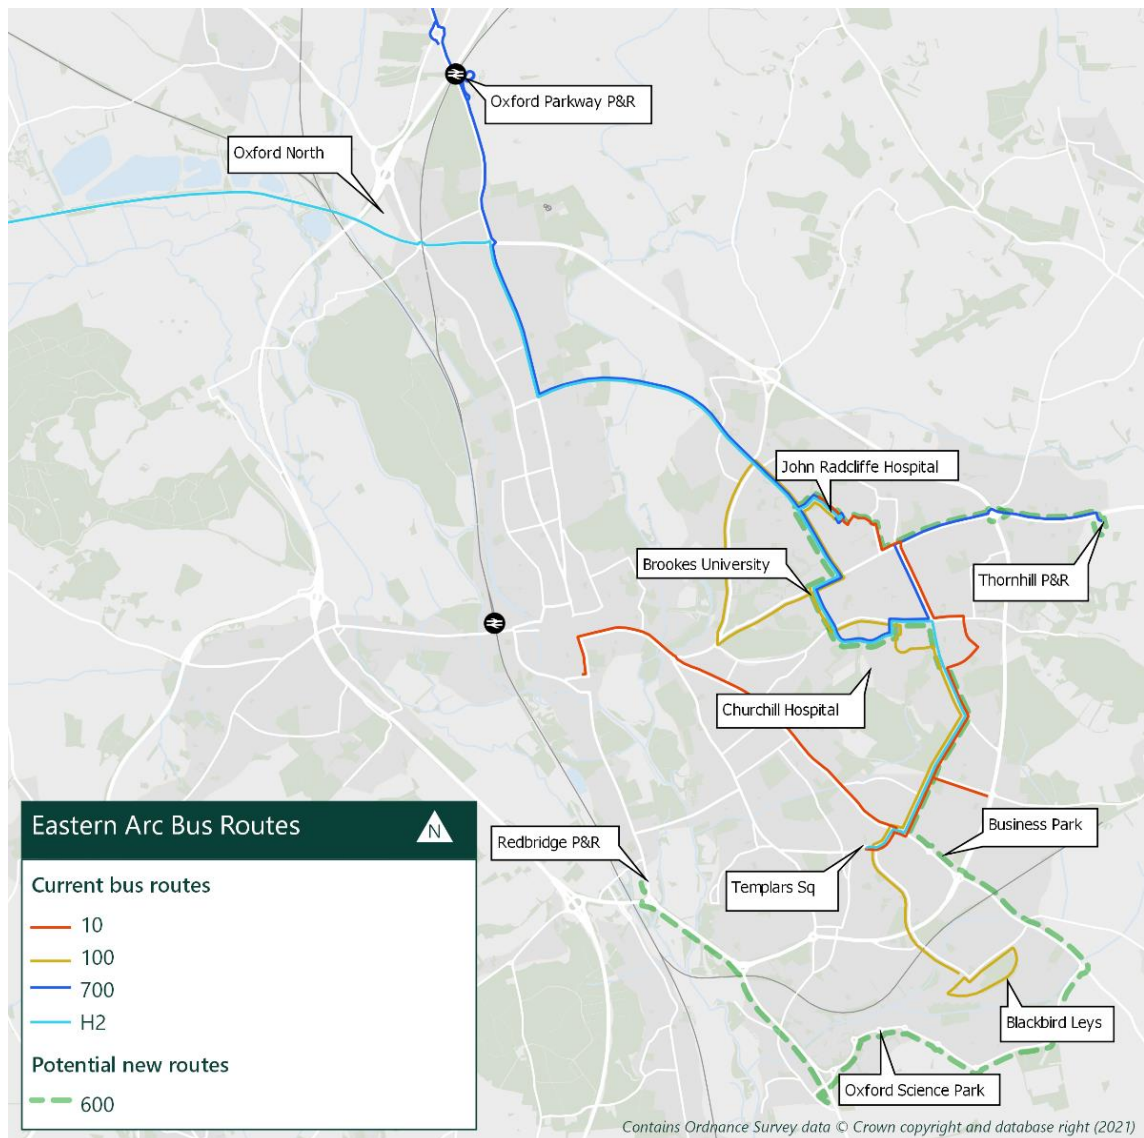 Oxford Parkway P&R
Oxford North
John Radcliffe Hospital
Brookes University
Thornhill P&R
Churchill Hospital
Business Park
Redbridge P&R
Templars Sq
Blackbird Leys
Oxford Science Park
Eastern Arc Bus Routes
N
Current bus routes
10
100
700
H2
Potential new routes
600
Contains Ordnance Survey data © Crown copyright and database right (2021)